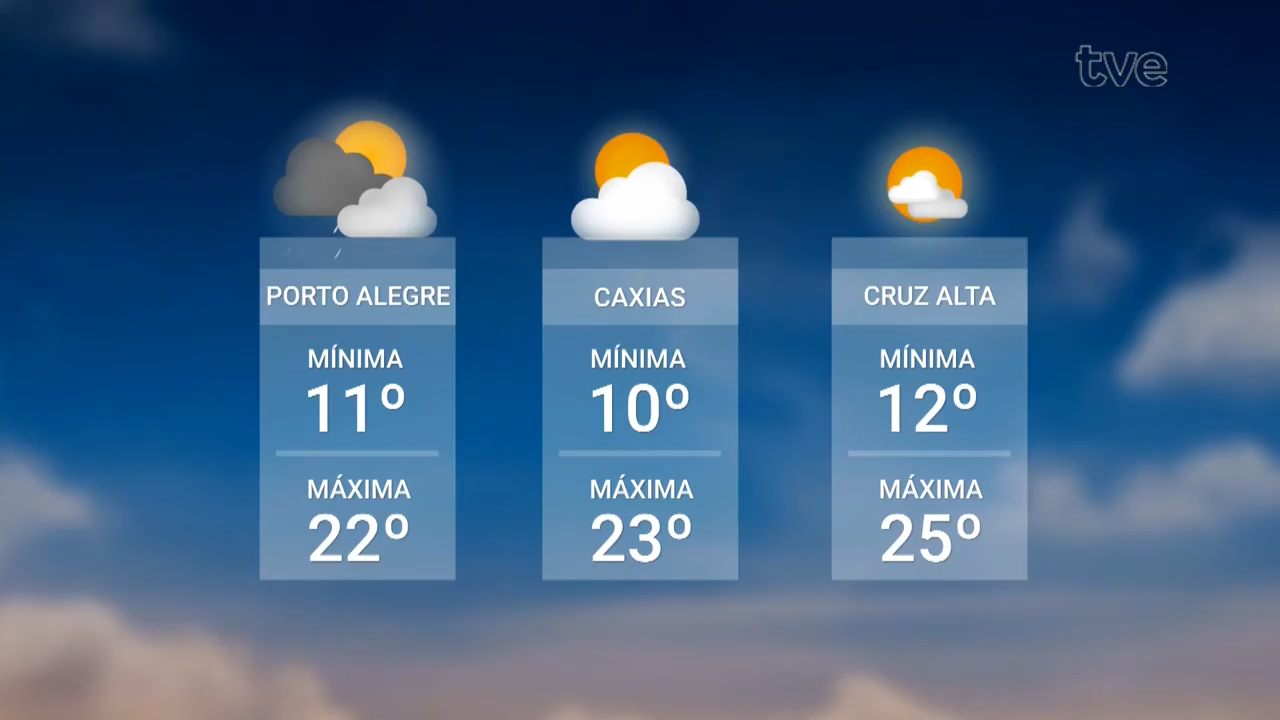 tve
PORTO ALEGRE
MÍNIMA
11º
MÁXIMA
22º
CAXIAS
MÍNIMA
10º
MÁXIMA
23º
CRUZ ALTA
MÍNIMA
12º
MÁXIMA
25º